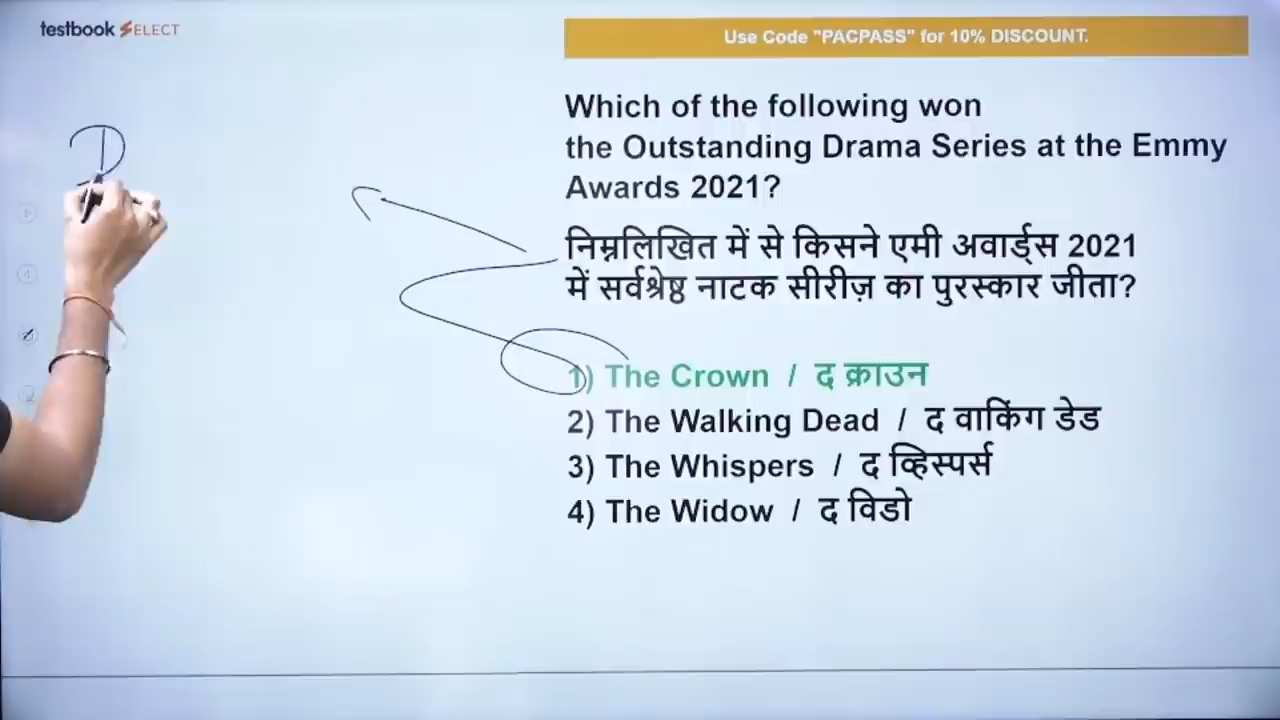 testbook SELECT
Use Code "PACPASS" for 10% DISCOUNT.
D
Which of the following won
the Outstanding Drama Series at the Emmy
Awards 2021?
निम्नलिखित में से किसने एमी अवार्ड्स 2021
में सर्वश्रेष्ठ नाटक सीरीज़ का पुरस्कार जीता?
1) The Crown / द क्राउन
2) The Walking Dead / द वाकिंग डेड
3) The Whispers / द व्हिस्पर्स
4) The Widow / द विडो